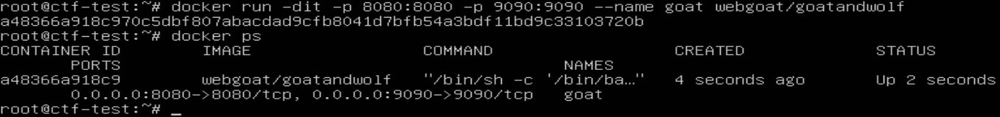 root@ctf-test:~# docker run -dit -p 8080:8080 -p 9090:9090 --name goat webgoat/goatandwolf
a48366a918c970c5dbf807abacdad9cfb8041d7bfb54a3bdf11bd9c33103720b
root@ctf-test:~# docker ps
CONTAINER ID        IMAGE                 COMMAND                  CREATED             STATUS
       PORTS                                            NAMES
a48366a918c9        webgoat/goatandwolf   "/bin/sh -c '/bin/ba…"   4 seconds ago       Up 2 seconds
       0.0.0.0:8080->8080/tcp, 0.0.0.0:9090->9090/tcp   goat
root@ctf-test:~# _